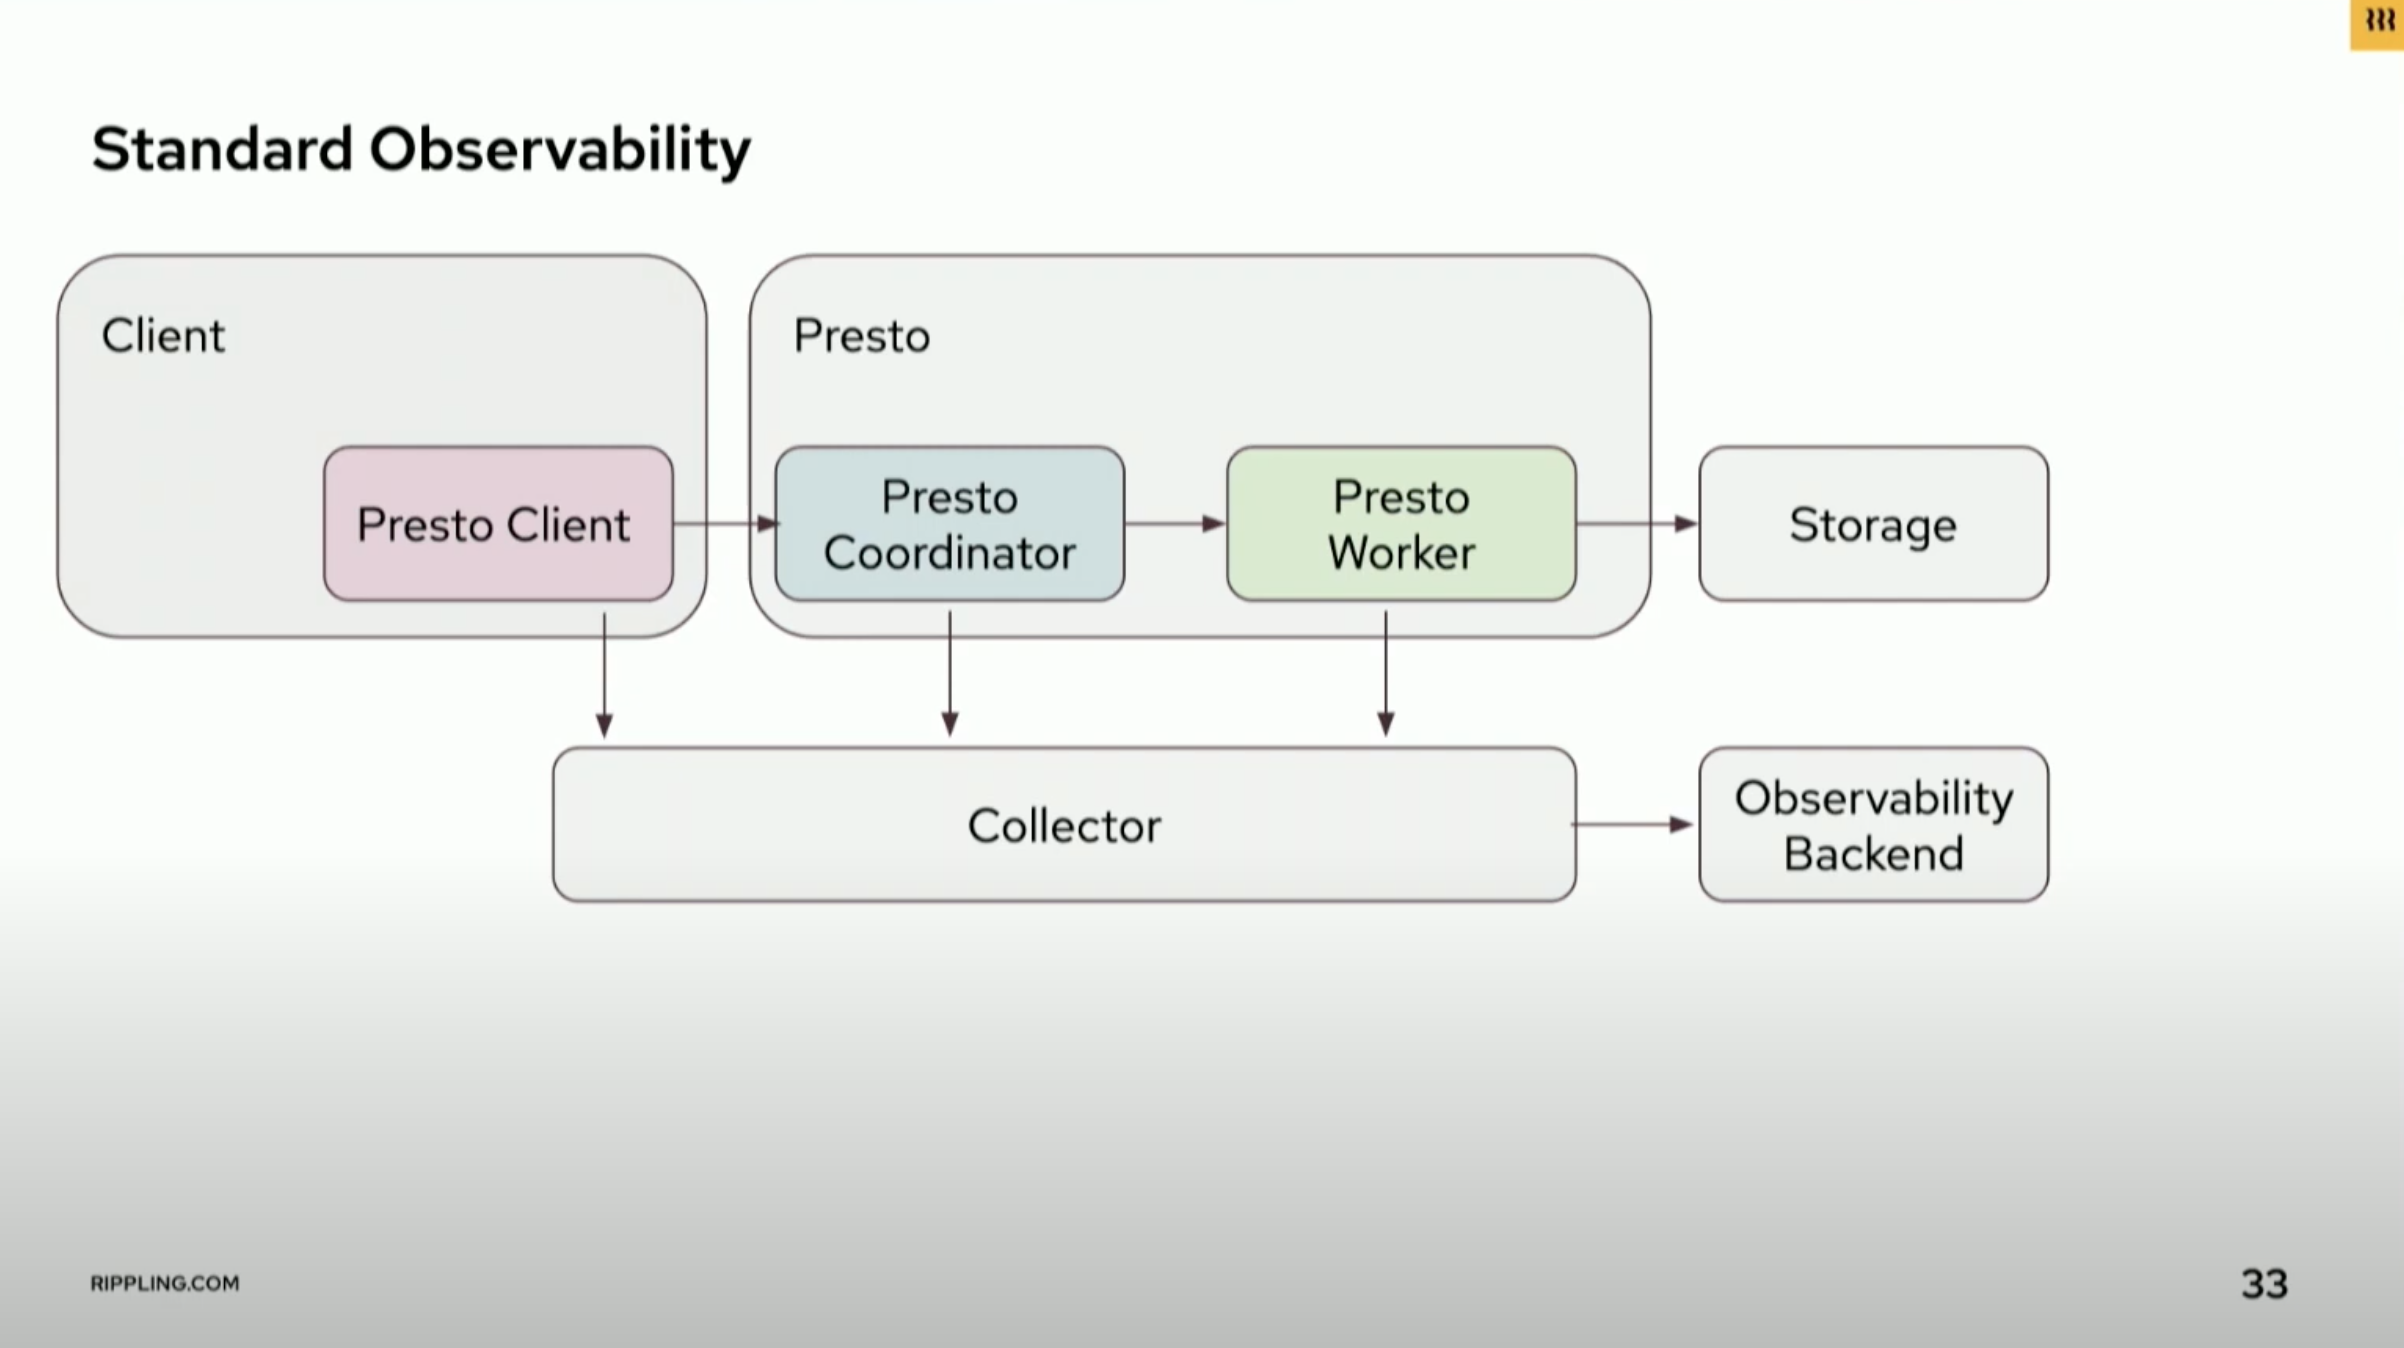 Standard Observability
Client
Presto
Presto Client
Presto
Coordinator
Presto
Worker
Storage
Collector
Observability
Backend
RIPPLING.COM
33